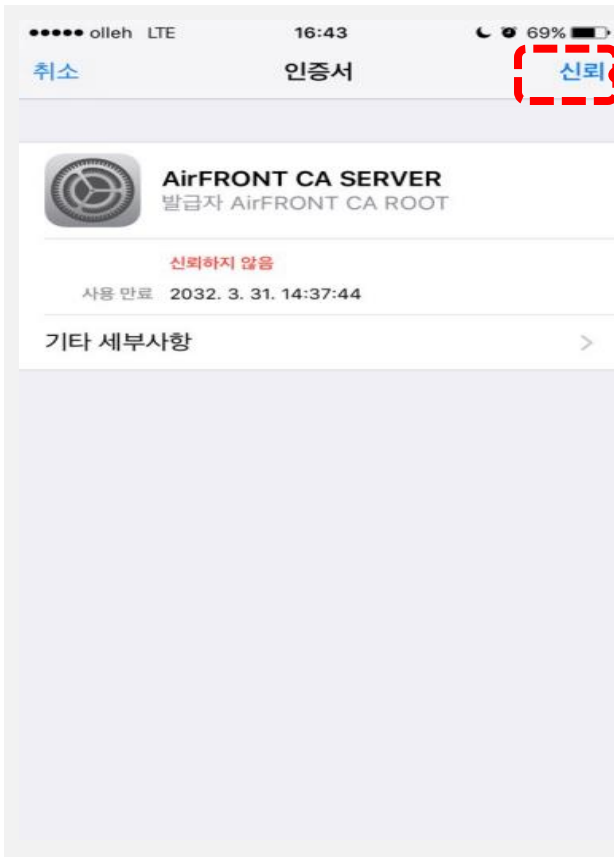 olleh LTE 16:43 69%
취소 인증서 신뢰
AirFRONT CA SERVER
발급자 AirFRONT CA ROOT
신뢰하지 않음
사용 만료 2032. 3. 31. 14:37:44
기타 세부사항